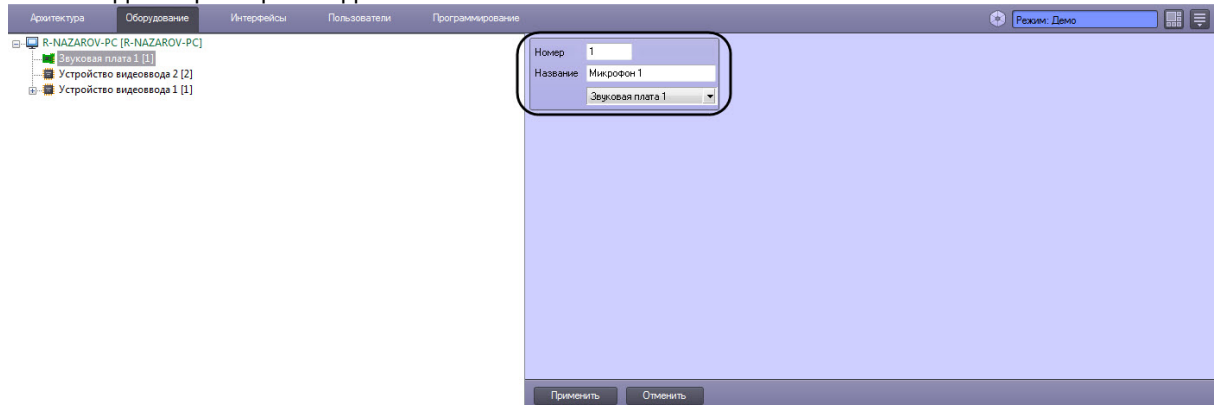 Архитектура Оборудование Интерфейсы Пользователи Программирование Режим: Демо
R-NAZAROV-PC [R-NAZAROV-PC]
Звуковая плата 1 [1]
Устройство видеоввода 2 [2]
Устройство видеоввода 1 [1]
Номер 1
Название Микрофон 1
Звуковая плата 1
Применить Отменить